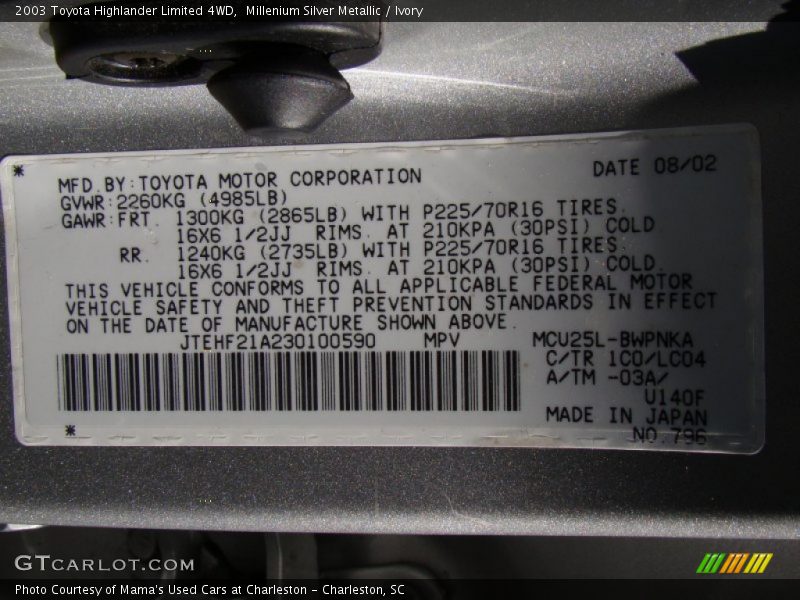 2003 Toyota Highlander Limited 4WD,  Millenium Silver Metallic / Ivory
* MFD.BY:TOYOTA MOTOR CORPORATION DATE 08/02
GVWR:2260KG (4985LB)
GAWR:FRT. 1300KG (2865LB) WITH P225/70R16 TIRES,
16X6 1/2JJ RIMS. AT 210KPA (30PSI) COLD
RR. 1240KG (2735LB) WITH P225/70R16 TIRES
16X6 1/2JJ RIMS. AT 210KPA (30PSI) COLD.
THIS VEHICLE CONFORMS TO ALL APPLICABLE FEDERAL MOTOR
VEHICLE SAFETY AND THEFT PREVENTION STANDARDS IN EFFECT
ON THE DATE OF MANUFACTURE SHOWN ABOVE.
JTEHF21A230100590 MPV MCU25L-BWPNKA
C/TR 1C0/LC04
A/TM -03A/
U140F
* MADE IN JAPAN
NO.796
GTCARLOT.COM
Photo Courtesy of Mama's Used Cars at Charleston - Charleston, SC